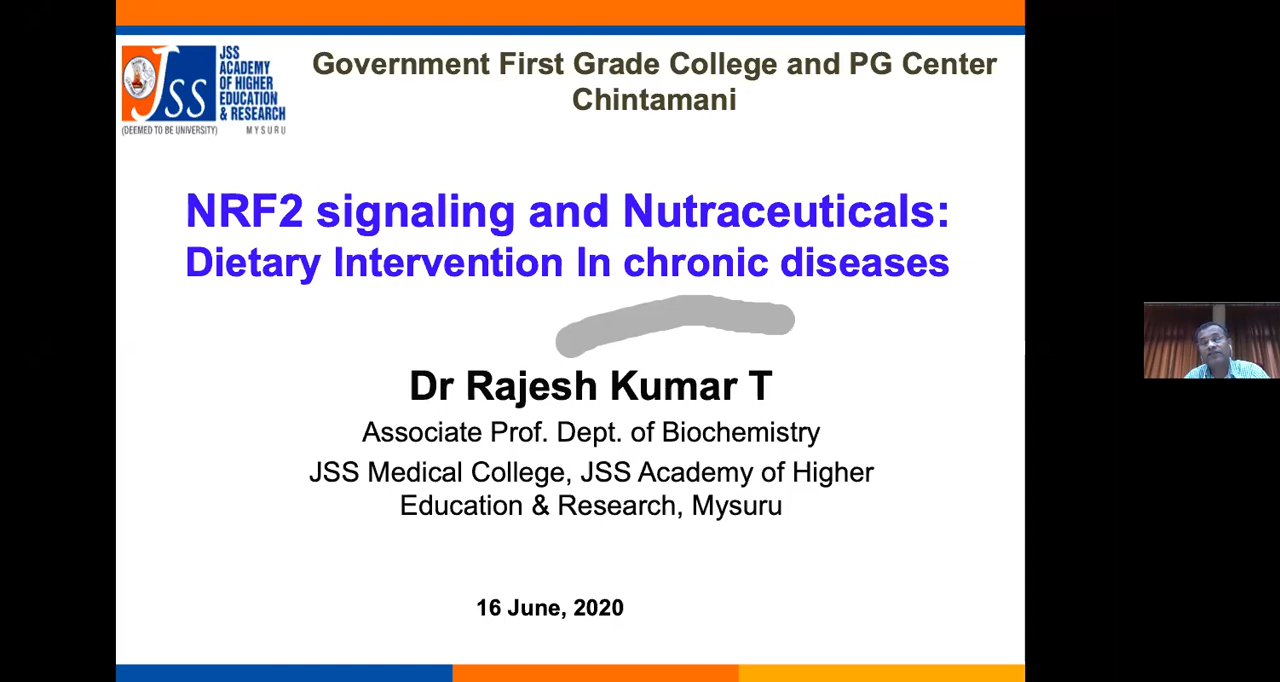 JSS
ACADEMY
OF HIGHER
EDUCATION
& RESEARCH
JSS
(DEEMED TO BE UNIVERSITY) MYSURU
Government First Grade College and PG Center
Chintamani
NRF2 signaling and Nutraceuticals:
Dietary Intervention In chronic diseases
Dr Rajesh Kumar T
Associate Prof. Dept. of Biochemistry
JSS Medical College, JSS Academy of Higher
Education & Research, Mysuru
16 June, 2020